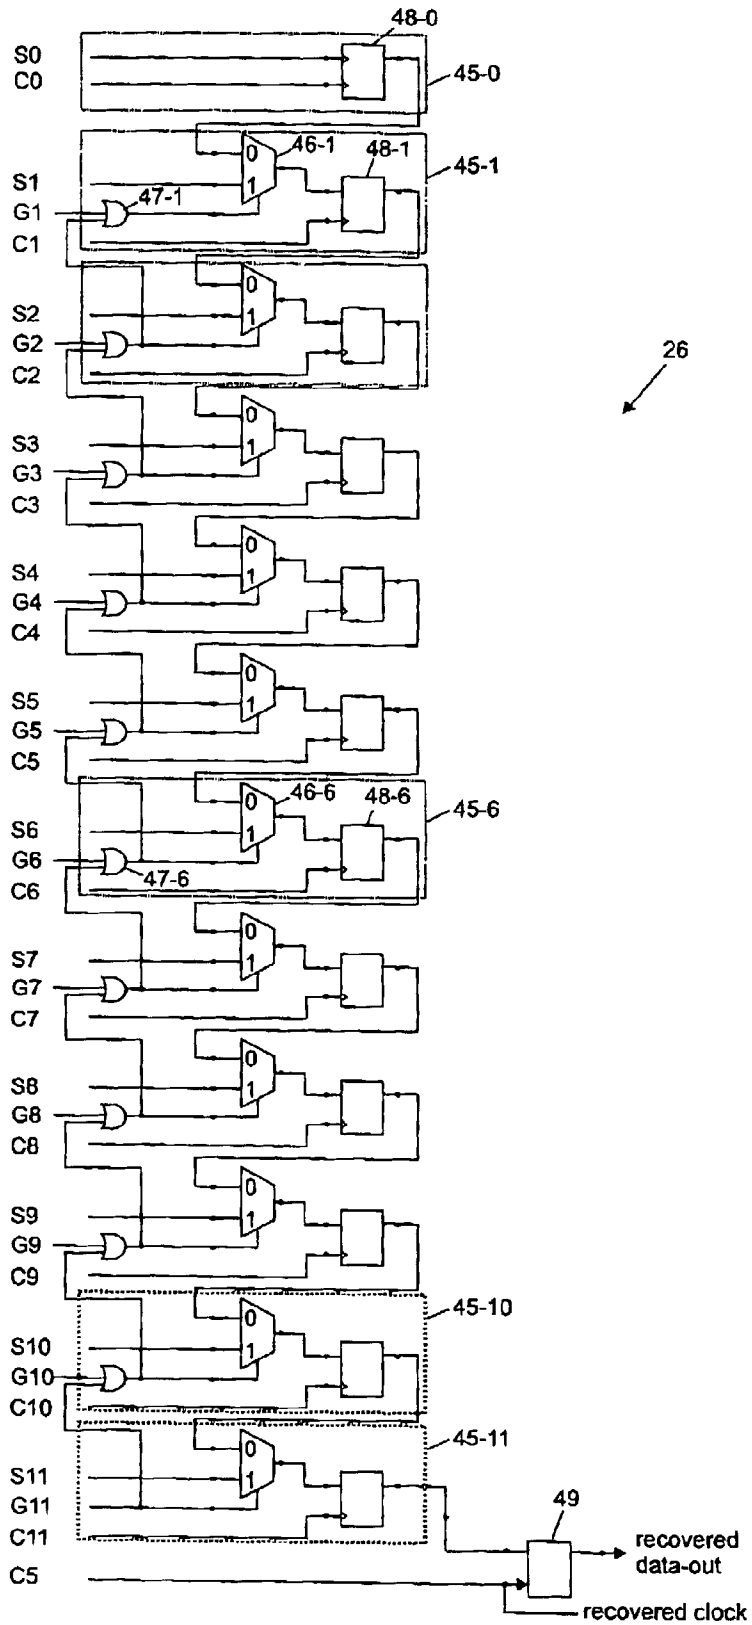 48-0
S0
C0
45-0
0
46-1
48-1
45-1
S1
1
47-1
G1
C1
0
S2
1
G2
C2
26
0
S3
1
G3
C3
0
S4
1
G4
C4
0
S5
1
G5
C5
0
46-6
48-6
45-6
S6
1
G6
47-6
C6
0
S7
1
G7
C7
0
S8
1
G8
C8
0
S9
1
G9
C9
0
45-10
S10
1
G10
C10
0
45-11
S11
1
G11
C11
49
recovered
data-out
C5
recovered clock